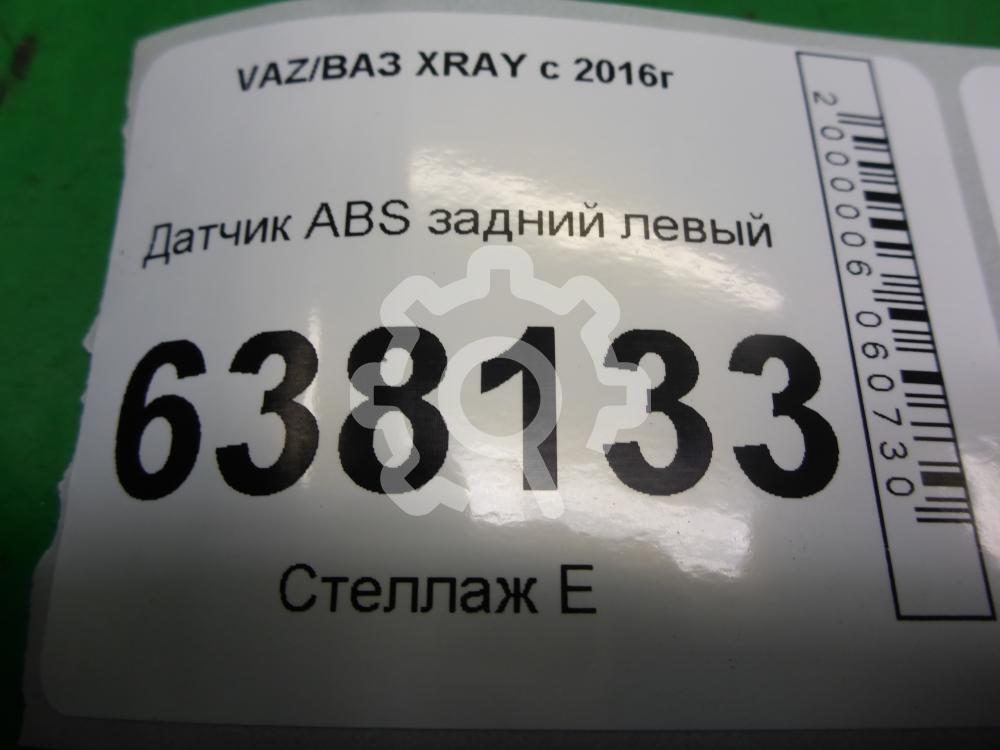 VAZ/ВАЗ XRAY с 2016г
Датчик ABS задний левый
638133
Стеллаж Е
2000006060730